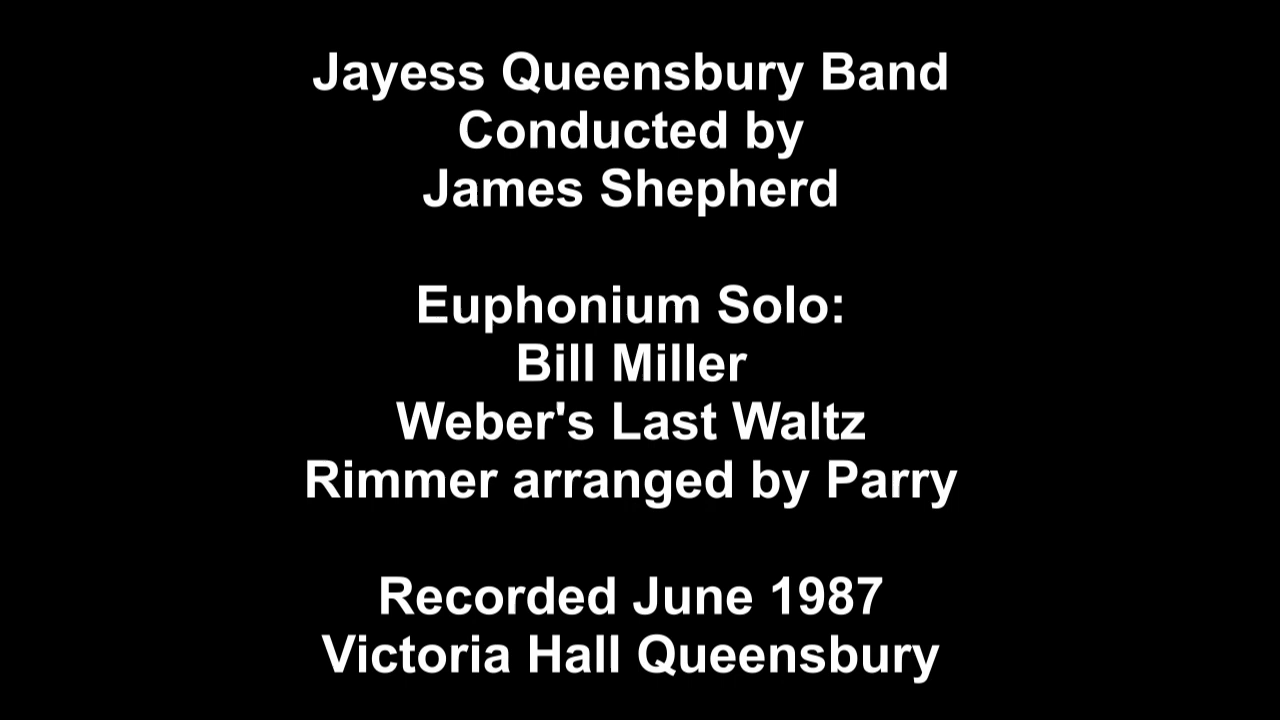 Jayess Queensbury Band
Conducted by
James Shepherd
Euphonium Solo:
Bill Miller
Weber's Last Waltz
Rimmer arranged by Parry
Recorded June 1987
Victoria Hall Queensbury